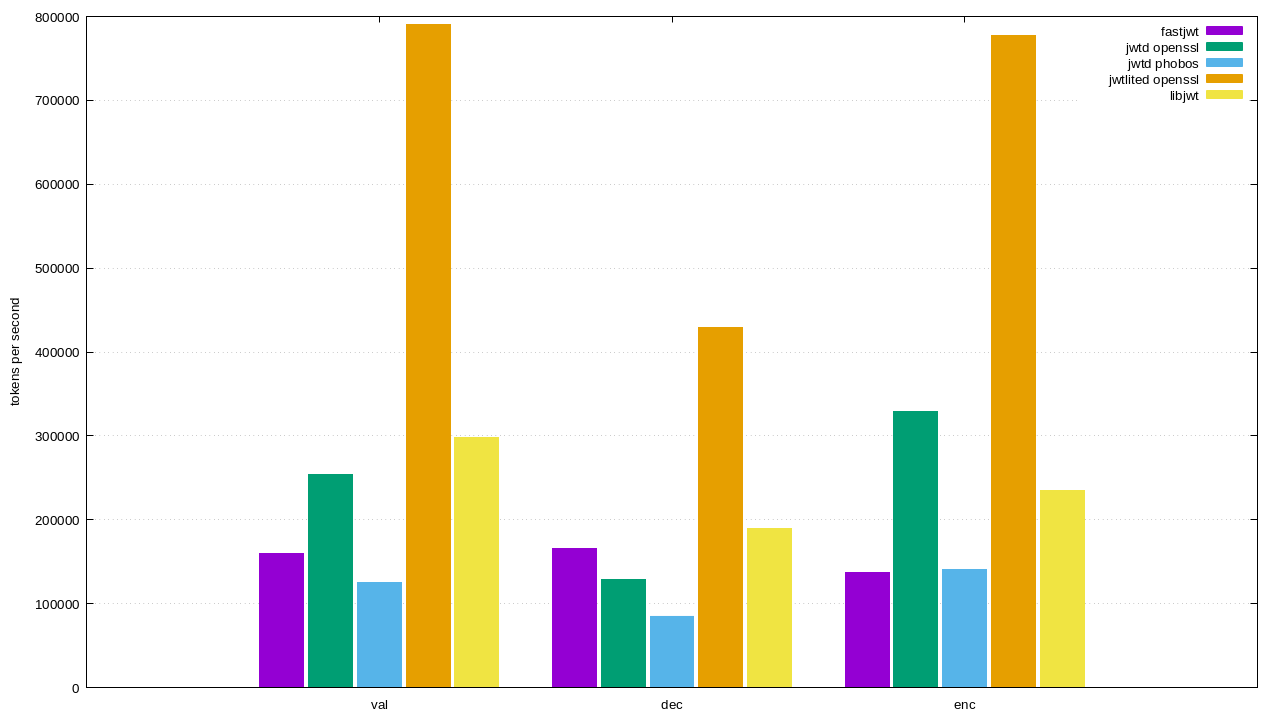 800000
700000
600000
500000
400000
300000
200000
100000
0
tokens per second
fastjwt
jwtd openssl
jwtd phobos
jwtlited openssl
libjwt
val
dec
enc